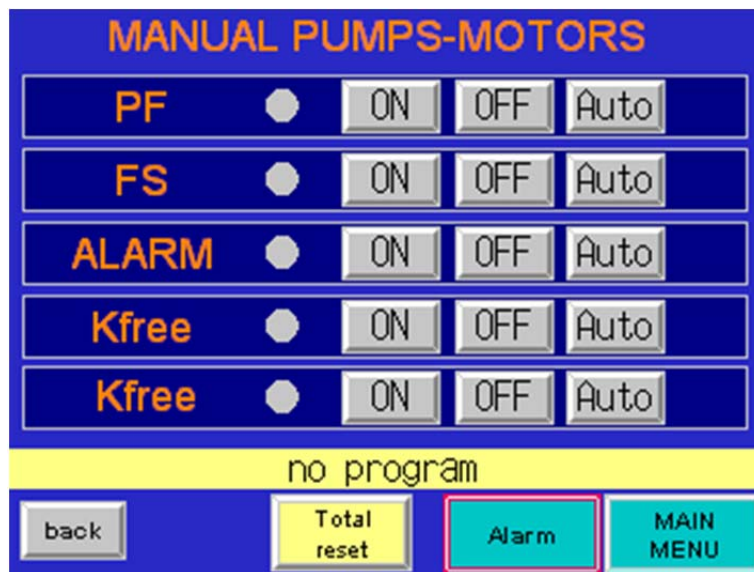 MANUAL PUMPS-MOTORS
PF ON OFF Auto
FS ON OFF Auto
ALARM ON OFF Auto
Kfree ON OFF Auto
Kfree ON OFF Auto
no program
back
Total
reset
Alarm
MAIN
MENU